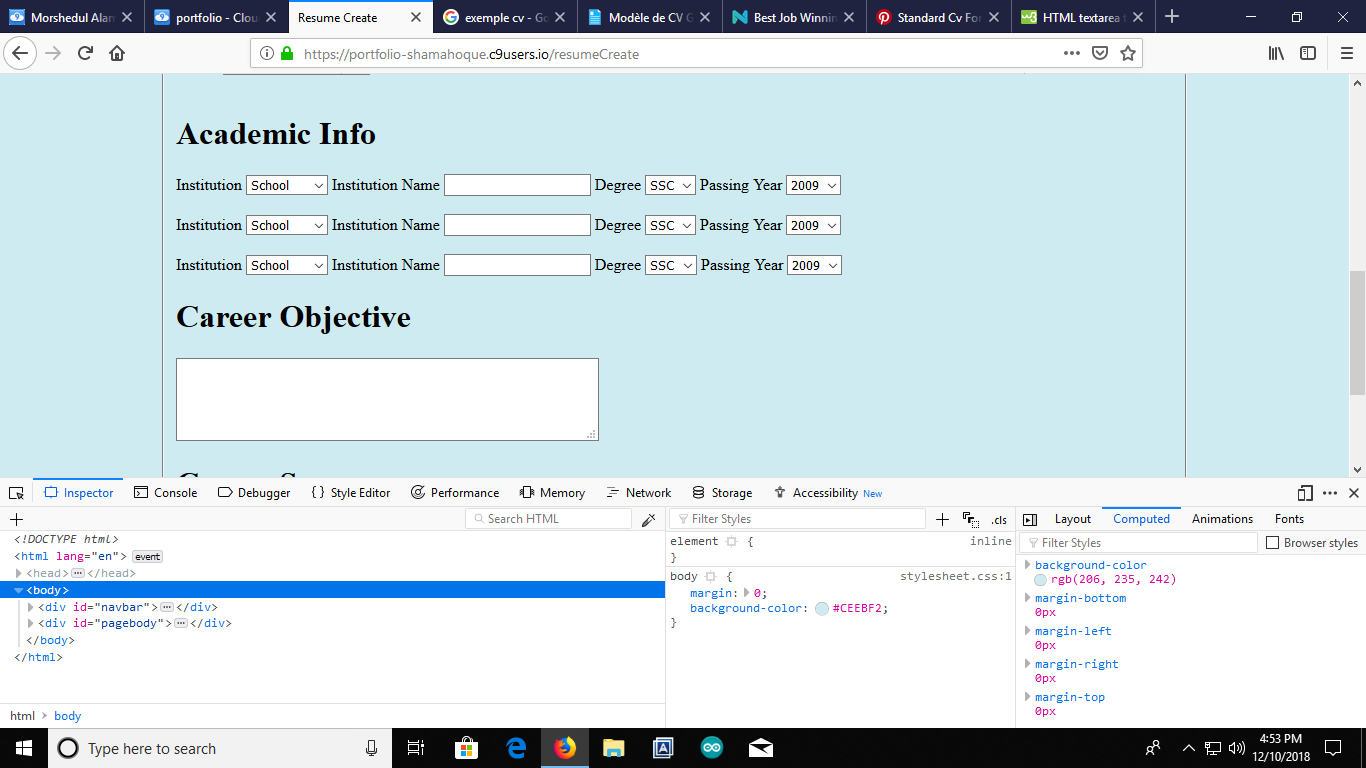 Morshedul Alam
portfolio - Clou
Resume Create
exemple cv - Go
Modèle de CV G
Best Job Winnin
Standard Cv For
HTML textarea t
https://portfolio-shamahoque.c9users.io/resumeCreate
Academic Info
Institution School Institution Name Degree SSC Passing Year 2009
Institution School Institution Name Degree SSC Passing Year 2009
Institution School Institution Name Degree SSC Passing Year 2009
Career Objective
Inspector Console Debugger {} Style Editor Performance Memory Network Storage Accessibility New
Search HTML
Filter Styles
.cls
Layout Computed Animations Fonts
Filter Styles
Browser styles
<!DOCTYPE html>
<html lang="en"> event
<head> </head>
<body>
<div id="navbar"> </div>
<div id="pagebody"> </div>
</body>
</html>
html > body
element { inline
}
body { stylesheet.css:1
margin: 0;
background-color: #CEEBF2;
}
background-color
rgb(206, 235, 242)
margin-bottom
0px
margin-left
0px
margin-right
0px
margin-top
0px
Type here to search
4:53 PM
12/10/2018